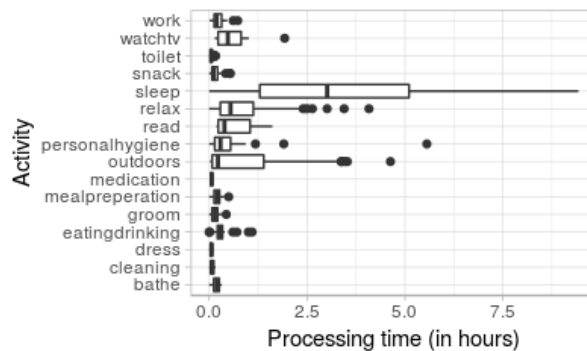 work
watchtv
toilet
snack
sleep
relax
read
personalhygiene
outdoors
medication
mealpreperation
groom
eatingdrinking
dress
cleaning
bathe
Activity
0.0 2.5 5.0 7.5
Processing time (in hours)